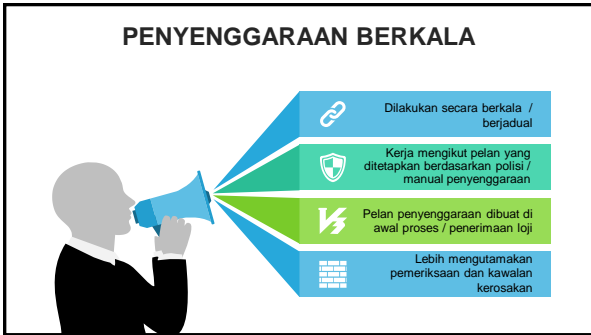 PENYENGGARAAN BERKALA
Dilakukan secara berkala /
berjadual
Kerja mengikut pelan yang
ditetapkan berdasarkan polisi /
manual penyenggaraan
Pelan penyenggaraan dibuat di
awal proses / penerimaan loji
Lebih mengutamakan
pemeriksaan dan kawalan
kerosakan